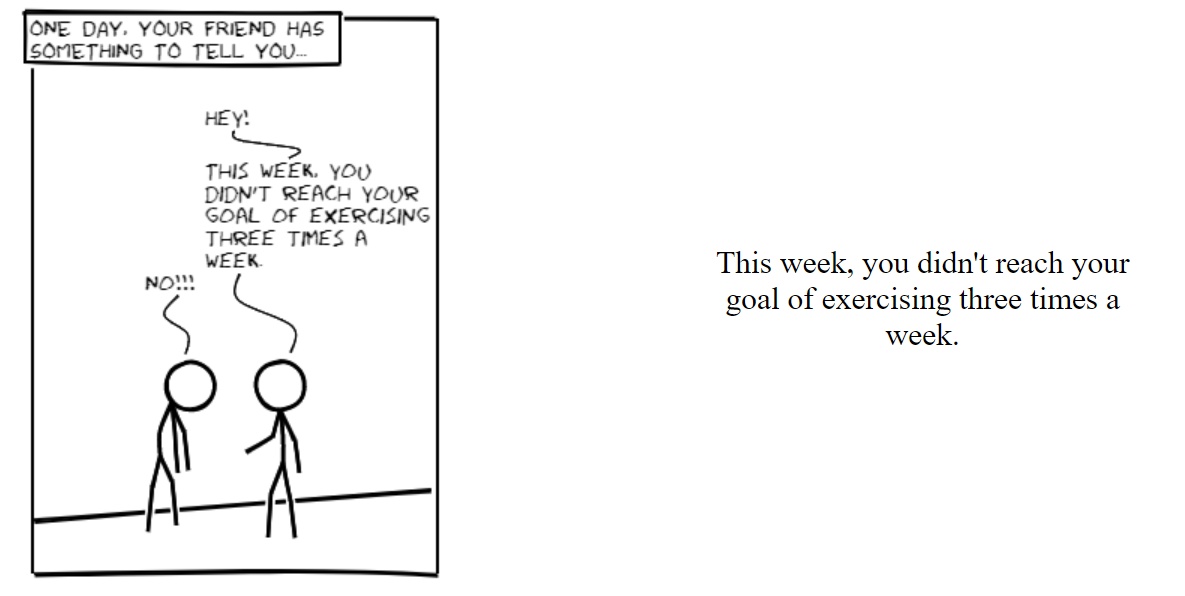 ONE DAY, YOUR FRIEND HAS
SOMETHING TO TELL YOU...
HEY!
THIS WEEK, YOU
DIDN'T REACH YOUR
GOAL OF EXERCISING
THREE TIMES A
WEEK.
NO!!!
This week, you didn't reach your
goal of exercising three times a
week.